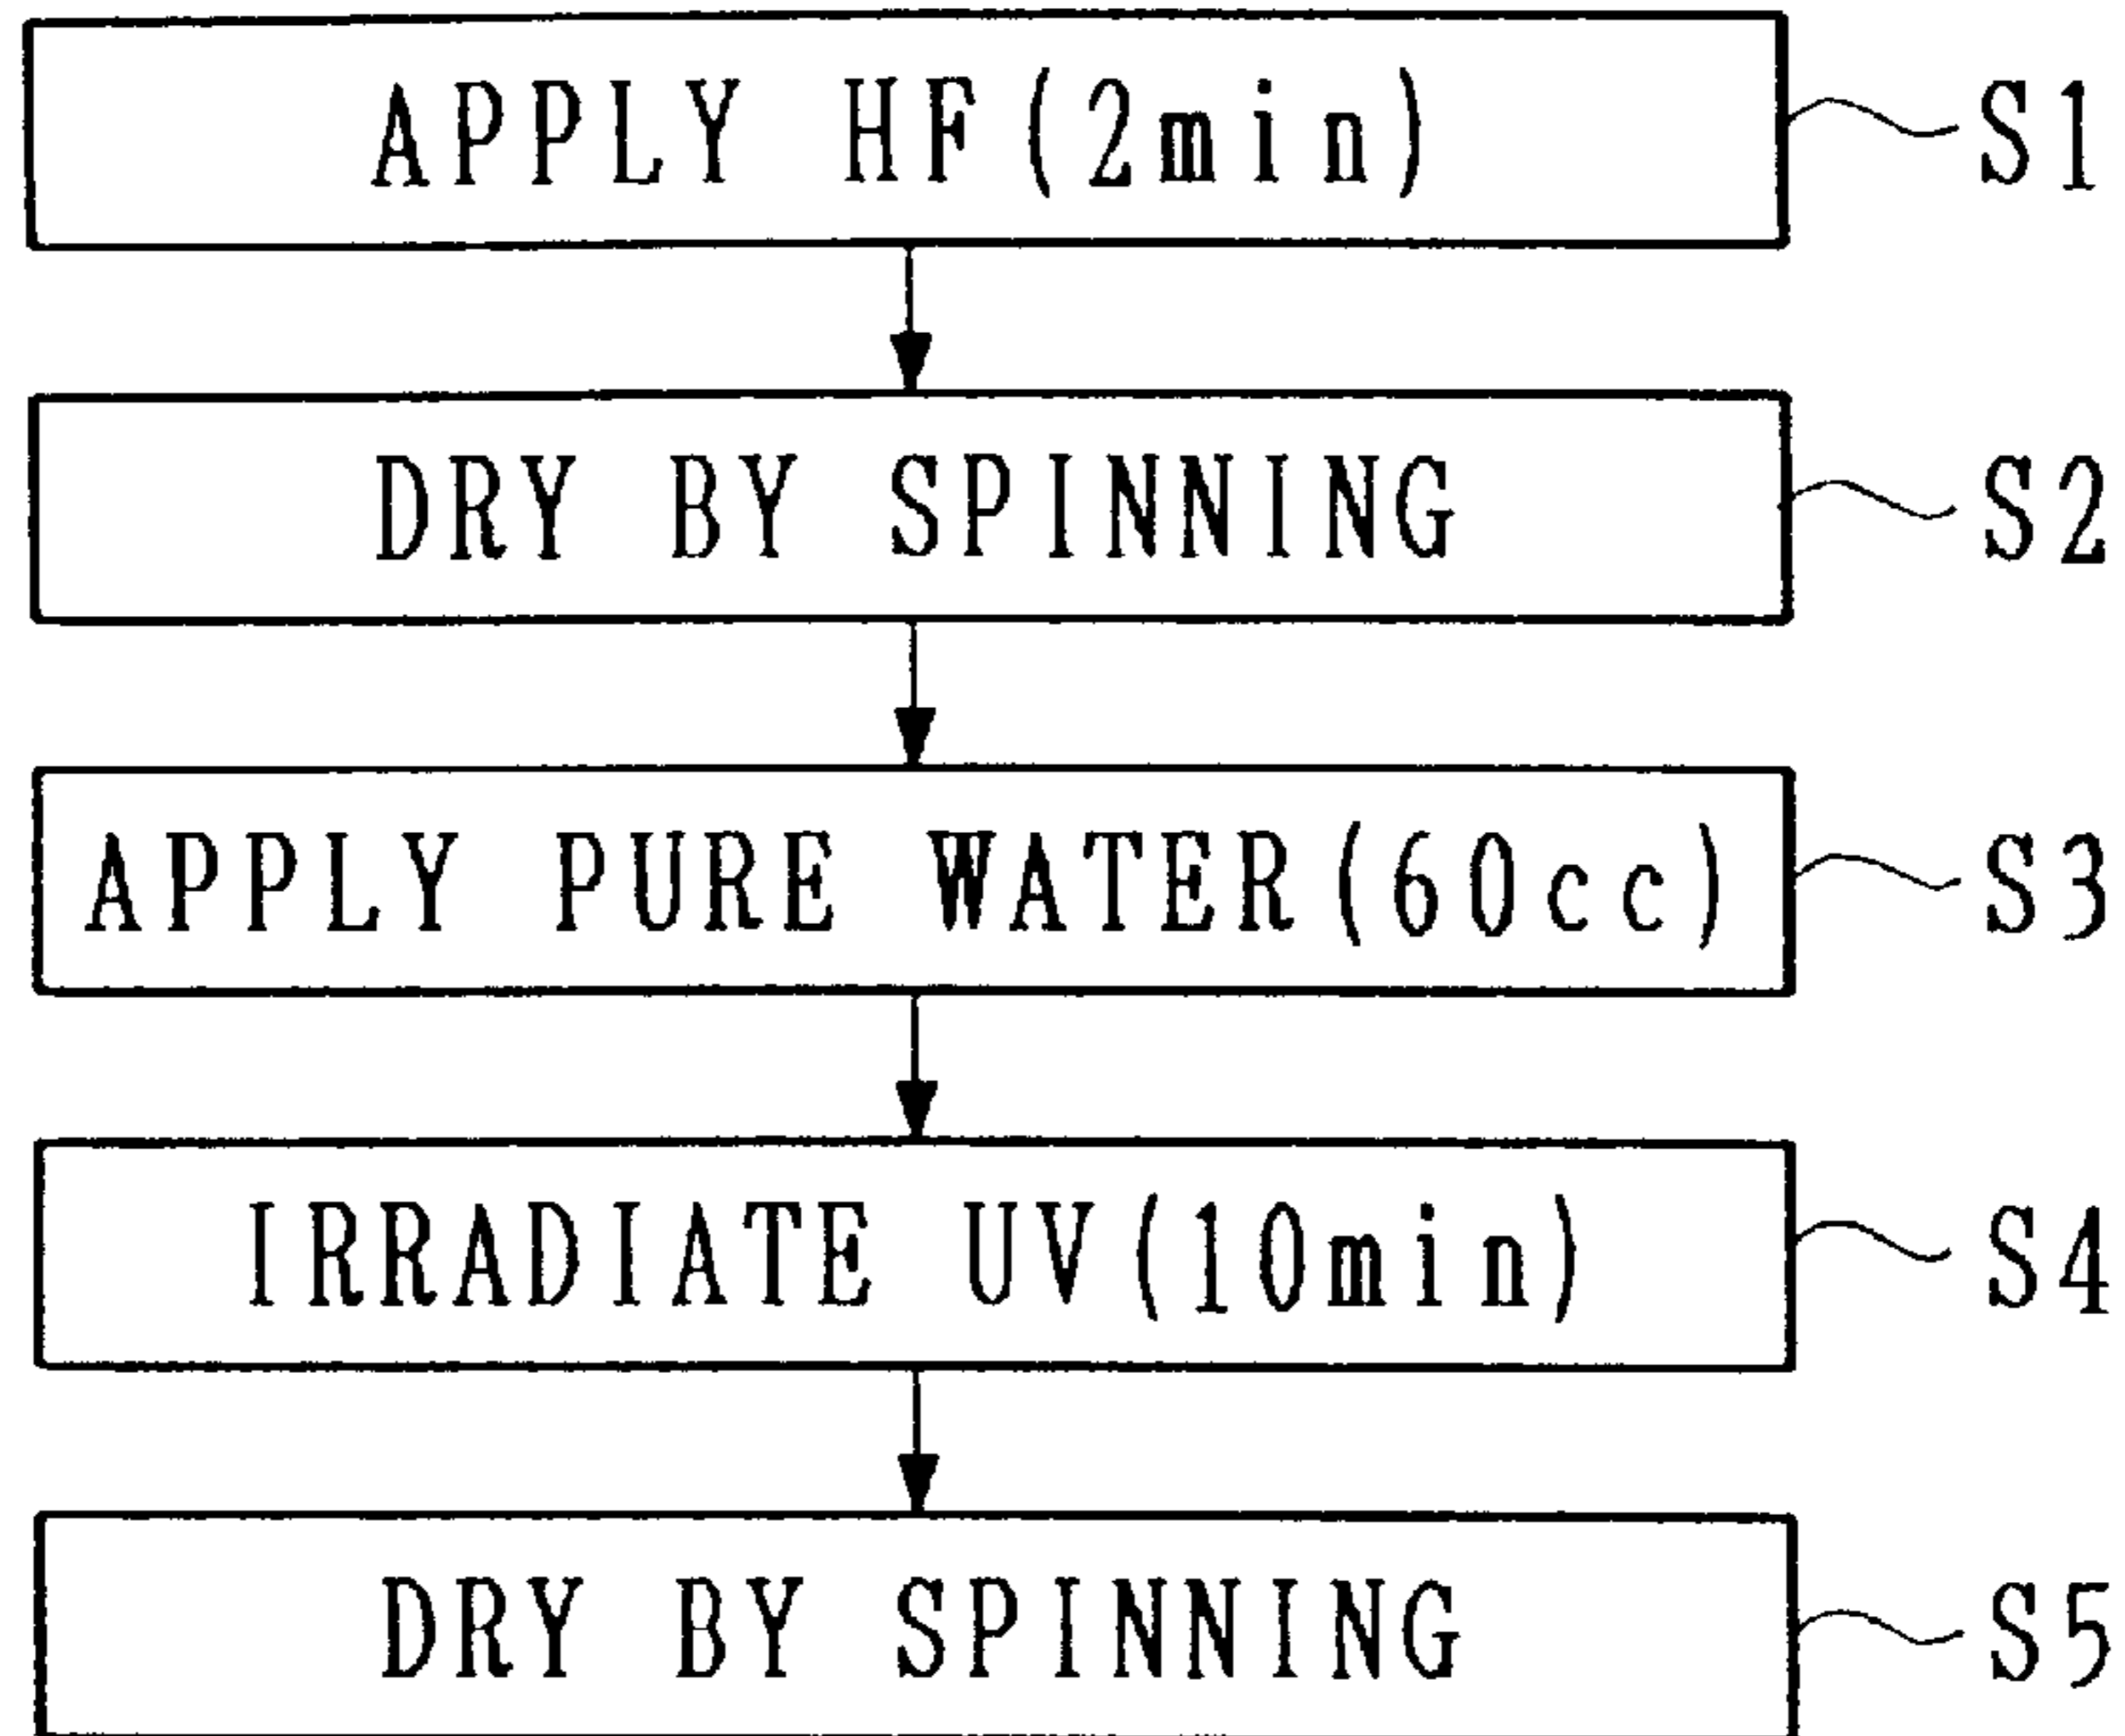 APPLY HF(2min) S1
DRY BY SPINNING S2
APPLY PURE WATER(60cc) S3
IRRADIATE UV(10min) S4
DRY BY SPINNING S5